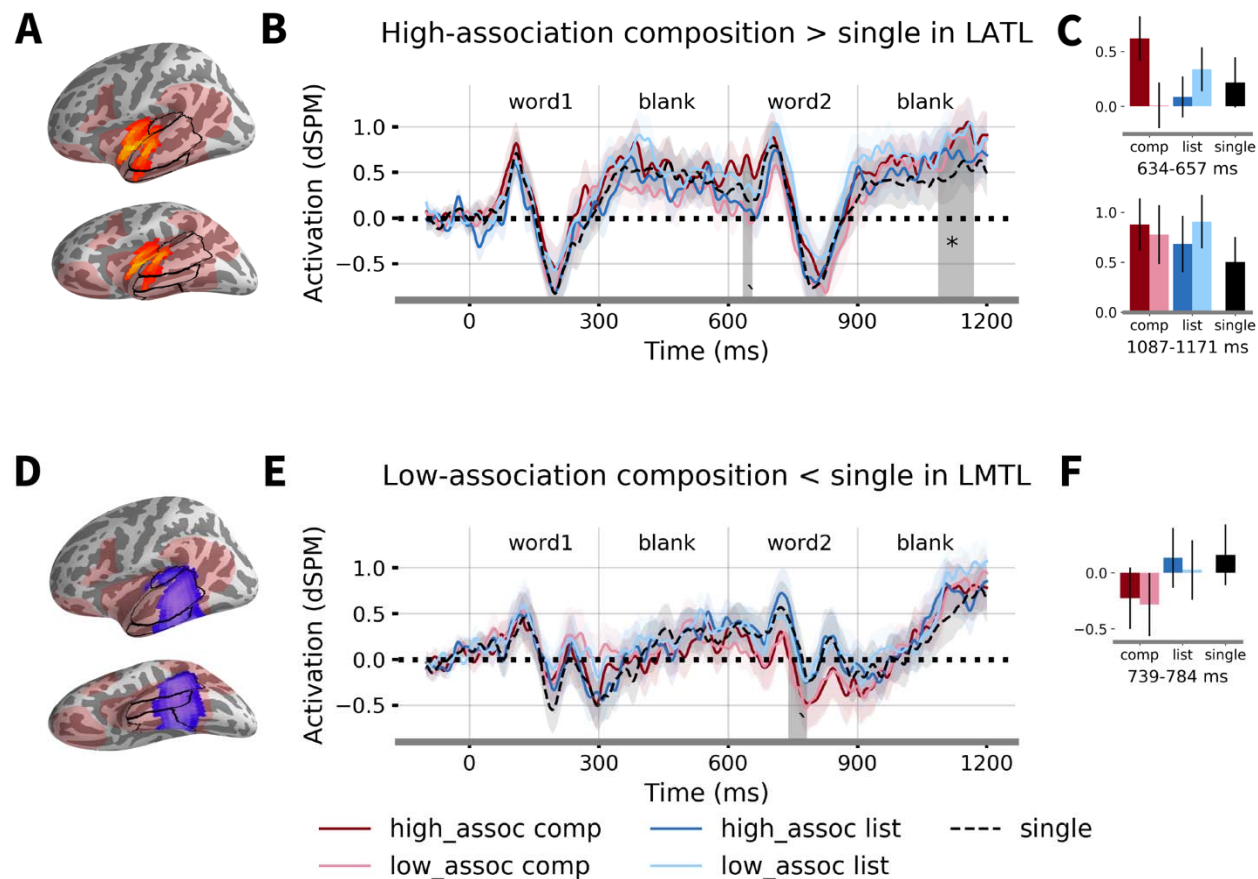 A
B
High-association composition > single in LATL
C
word1 blank word2 blank
Activation (dSPM)
1.0
0.5
0.0
−0.5
*
0 300 600 900 1200
Time (ms)
0.5
0.0
comp list single
634-657 ms
1.0
0.5
0.0
comp list single
1087-1171 ms
D
E
Low-association composition < single in LMTL
F
word1 blank word2 blank
Activation (dSPM)
1.0
0.5
0.0
−0.5
0 300 600 900 1200
Time (ms)
0.0
−0.5
comp list single
739-784 ms
high_assoc comp high_assoc list single
low_assoc comp low_assoc list